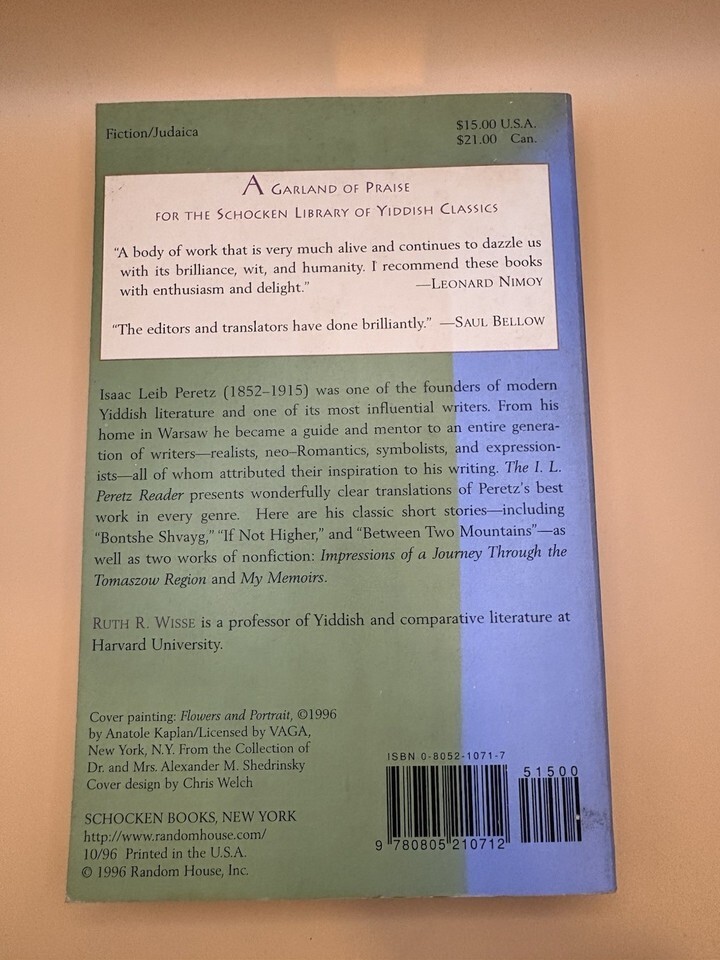 Fiction/Judaica
$15.00 U.S.A.
$21.00 Can.
A GARLAND OF PRAISE
FOR THE SCHOCKEN LIBRARY OF YIDDISH CLASSICS
"A body of work that is very much alive and continues to dazzle us
with its brilliance, wit, and humanity. I recommend these books
with enthusiasm and delight." —LEONARD NIMOY
"The editors and translators have done brilliantly." —SAUL BELLOW
Isaac Leib Peretz (1852–1915) was one of the founders of modern
Yiddish literature and one of its most influential writers. From his
home in Warsaw he became a guide and mentor to an entire genera-
tion of writers—realists, neo–Romantics, symbolists, and expression-
ists—all of whom attributed their inspiration to his writing. The I. L.
Peretz Reader presents wonderfully clear translations of Peretz's best
work in every genre. Here are his classic short stories—including
"Bontshe Shvayg," "If Not Higher," and "Between Two Mountains"—as
well as two works of nonfiction: Impressions of a Journey Through the
Tomaszow Region and My Memoirs.
RUTH R. WISSE is a professor of Yiddish and comparative literature at
Harvard University.
Cover painting: Flowers and Portrait, ©1996
by Anatole Kaplan/Licensed by VAGA,
New York, N.Y. From the Collection of
Dr. and Mrs. Alexander M. Shedrinsky
Cover design by Chris Welch
SCHOCKEN BOOKS, NEW YORK
http://www.randomhouse.com/
10/96 Printed in the U.S.A.
© 1996 Random House, Inc.
ISBN 0-8052-1071-7
51500
9 780805 210712